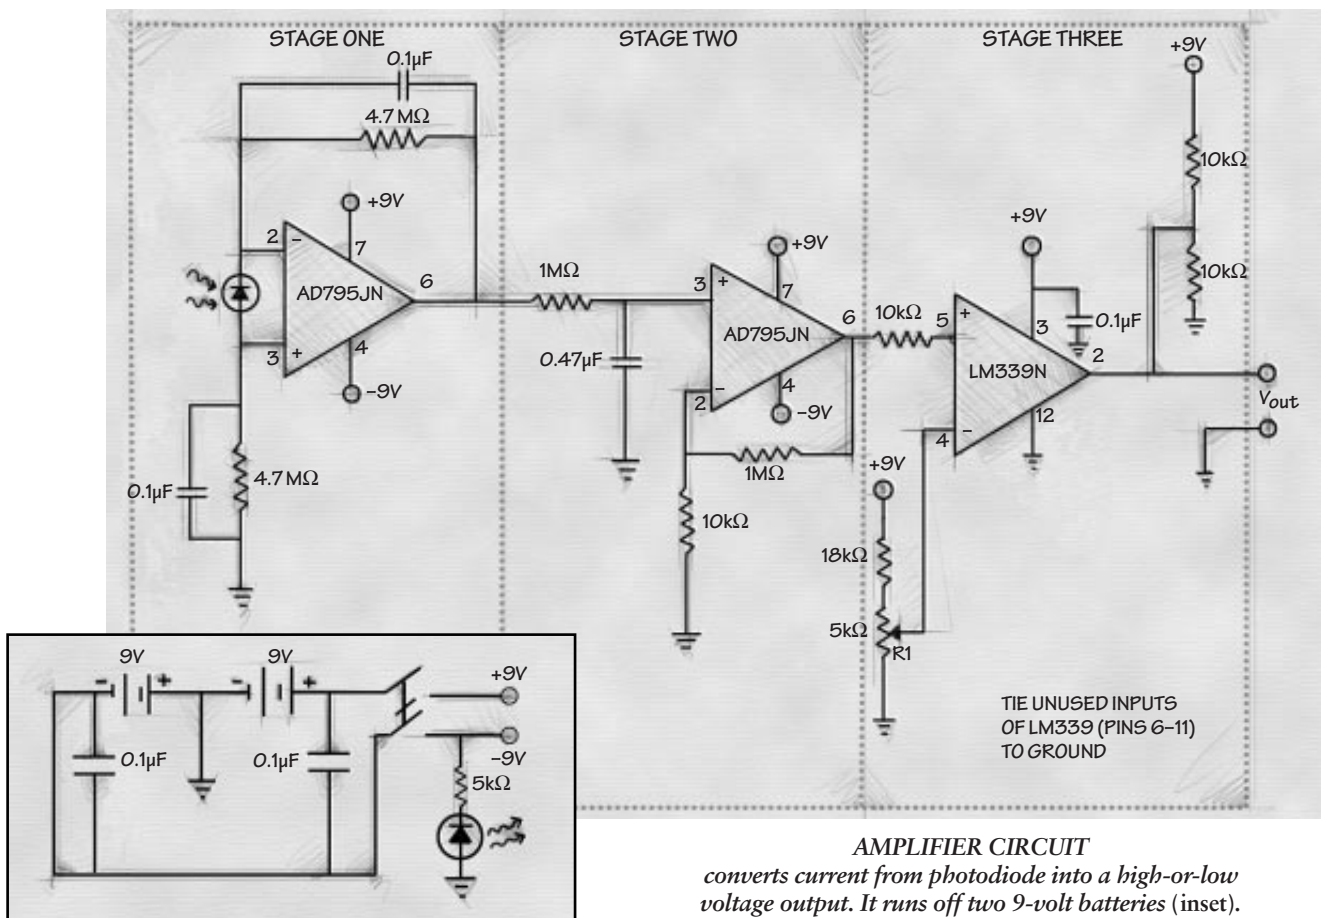 STAGE ONE
STAGE TWO
STAGE THREE
0.1µF
4.7 MΩ
+9V
2
−
7
AD795JN
6
3
+
4
−9V
0.1µF
4.7 MΩ
1MΩ
0.47µF
+9V
3
+
7
AD795JN
6
−
2
4
−9V
1MΩ
10kΩ
10kΩ
+9V
5
+
3
0.1µF
LM339N
2
−
4
12
+9V
18kΩ
5kΩ
R1
+9V
10kΩ
10kΩ
Vout
TIE UNUSED INPUTS
OF LM339 (PINS 6–11)
TO GROUND
9V
9V
- +
- +
+9V
−9V
0.1µF
0.1µF
5kΩ
AMPLIFIER CIRCUIT
converts current from photodiode into a high-or-low
voltage output. It runs off two 9-volt batteries (inset).